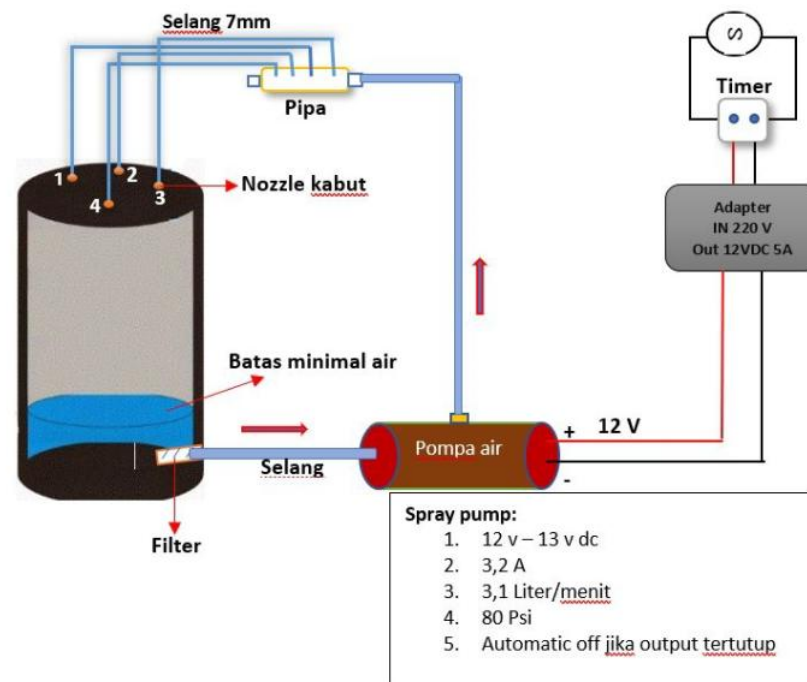 Selang 7mm
S
Timer
Pipa
1
2
3
4
Nozzle kabut
Adapter
IN 220 V
Out 12VDC 5A
Batas minimal air
+
12 V
Pompa air
-
Selang
Filter
Spray pump:
1. 12 v – 13 v dc
2. 3,2 A
3. 3,1 Liter/menit
4. 80 Psi
5. Automatic off jika output tertutup